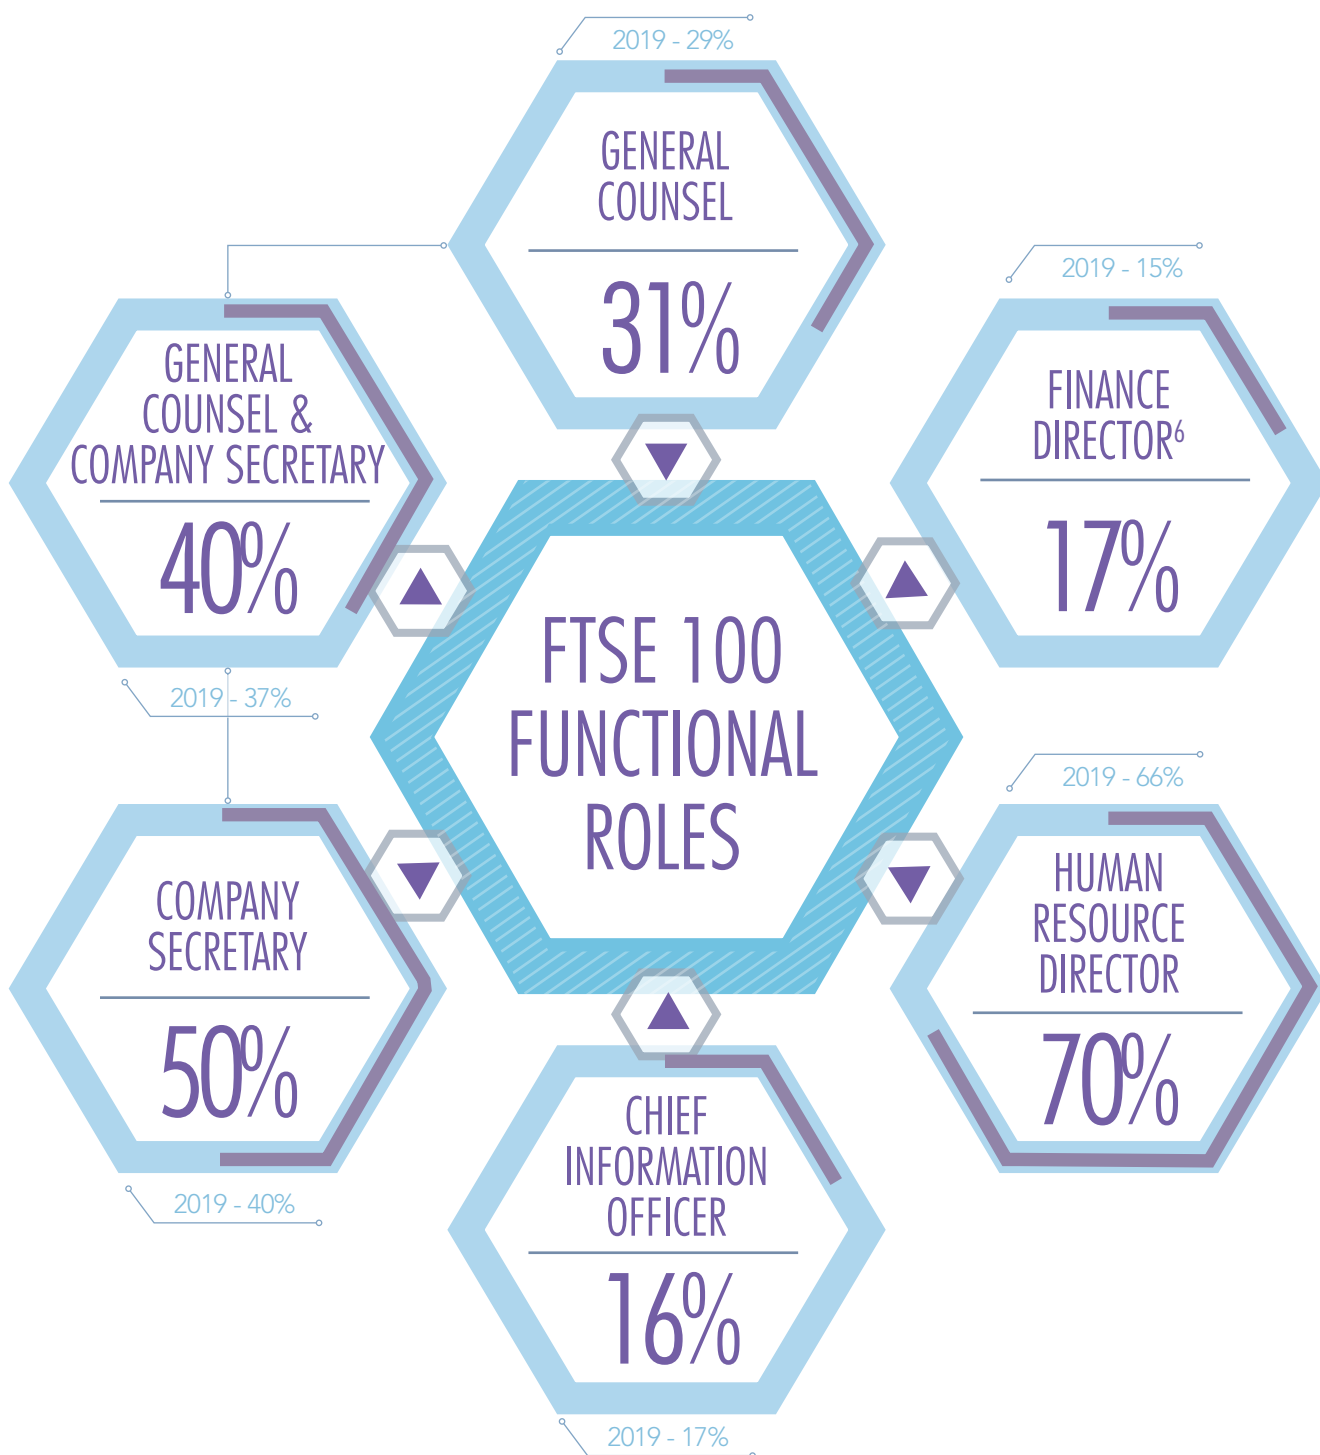 2019 - 29%
GENERAL
COUNSEL
31%
2019 - 15%
FINANCE
DIRECTOR⁶
17%
GENERAL
COUNSEL &
COMPANY SECRETARY
40%
2019 - 37%
FTSE 100
FUNCTIONAL
ROLES
2019 - 66%
HUMAN
RESOURCE
DIRECTOR
70%
COMPANY
SECRETARY
50%
2019 - 40%
CHIEF
INFORMATION
OFFICER
16%
2019 - 17%